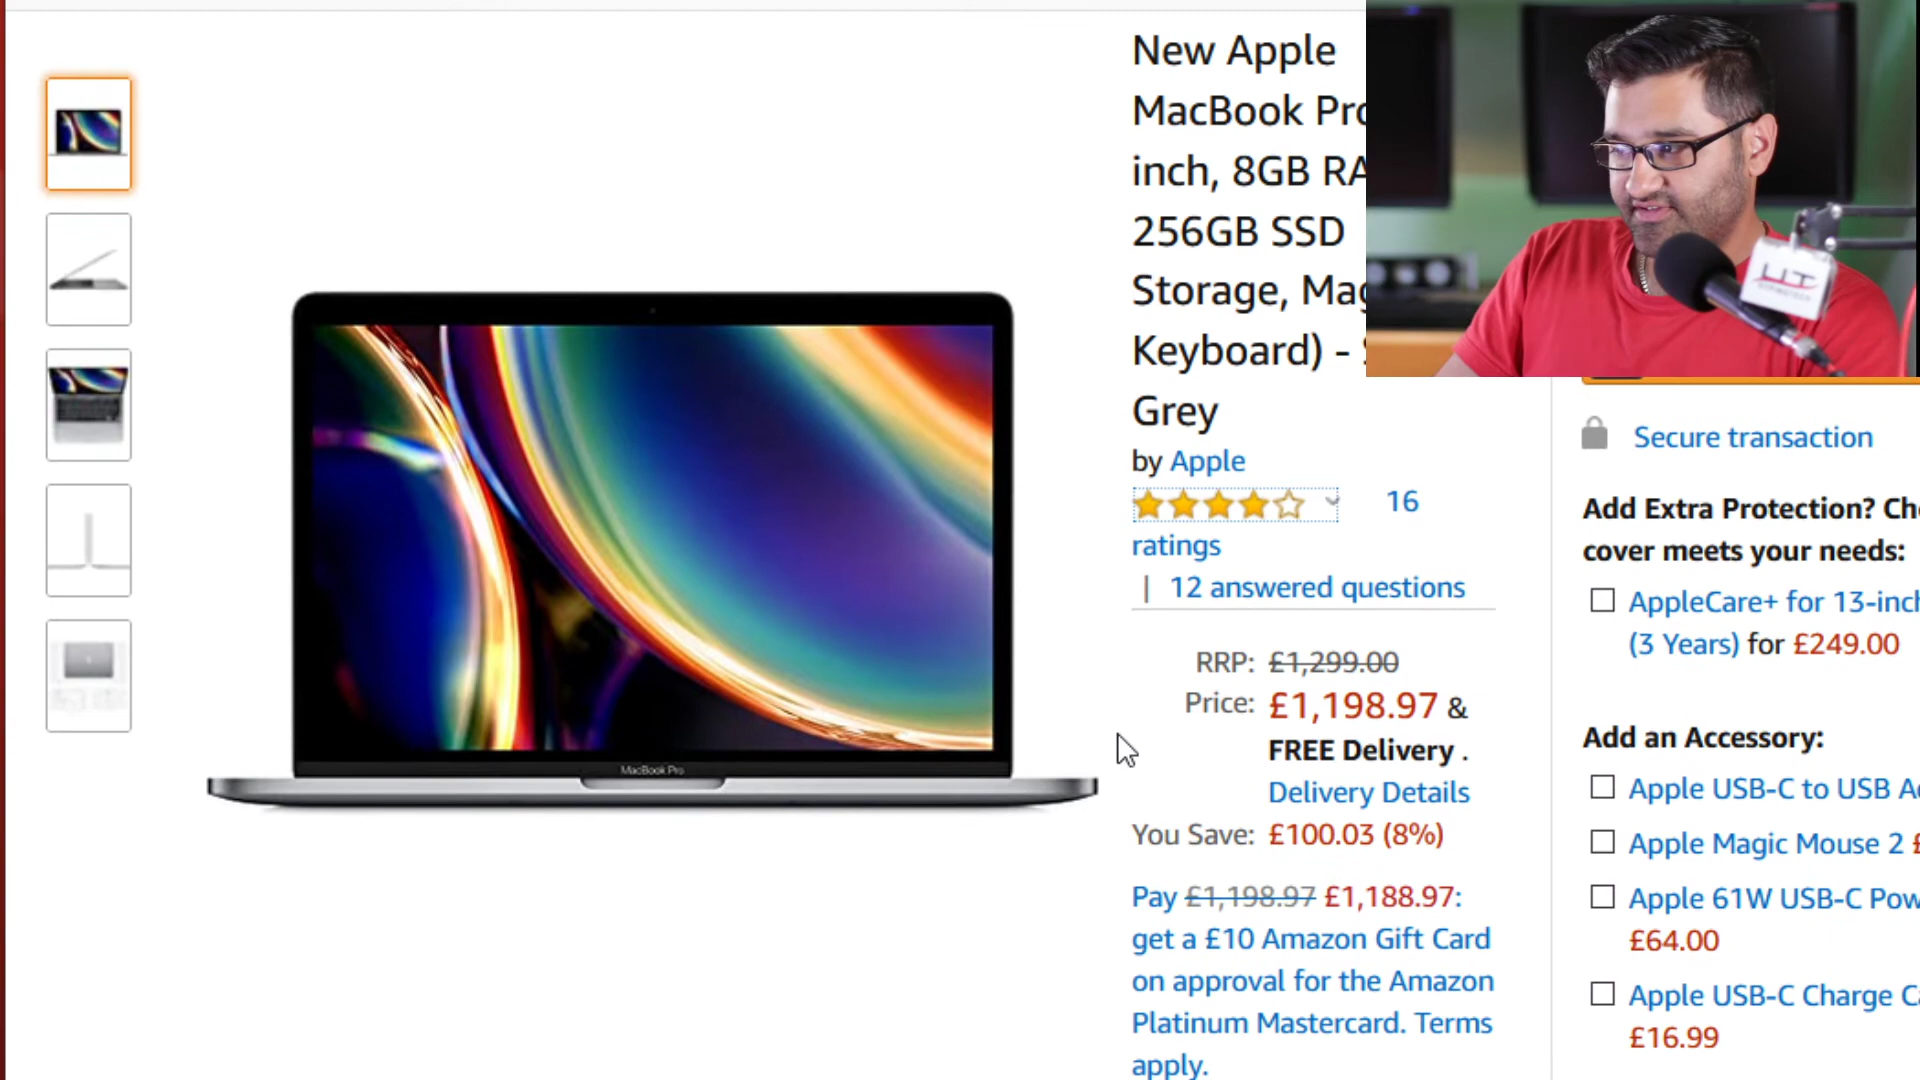 New Apple
MacBook Pro
inch, 8GB RA
256GB SSD
Storage, Mag
Keyboard) -
Grey
by Apple
16
ratings
| 12 answered questions
RRP: £1,299.00
Price: £1,198.97 &
FREE Delivery .
Delivery Details
You Save: £100.03 (8%)
Pay £1,198.97 £1,188.97:
get a £10 Amazon Gift Card
on approval for the Amazon
Platinum Mastercard. Terms
apply.
MacBook Pro
Secure transaction
Add Extra Protection? Che
cover meets your needs:
AppleCare+ for 13-inch
(3 Years) for £249.00
Add an Accessory:
Apple USB-C to USB A
Apple Magic Mouse 2 £
Apple 61W USB-C Pow
£64.00
Apple USB-C Charge Ca
£16.99